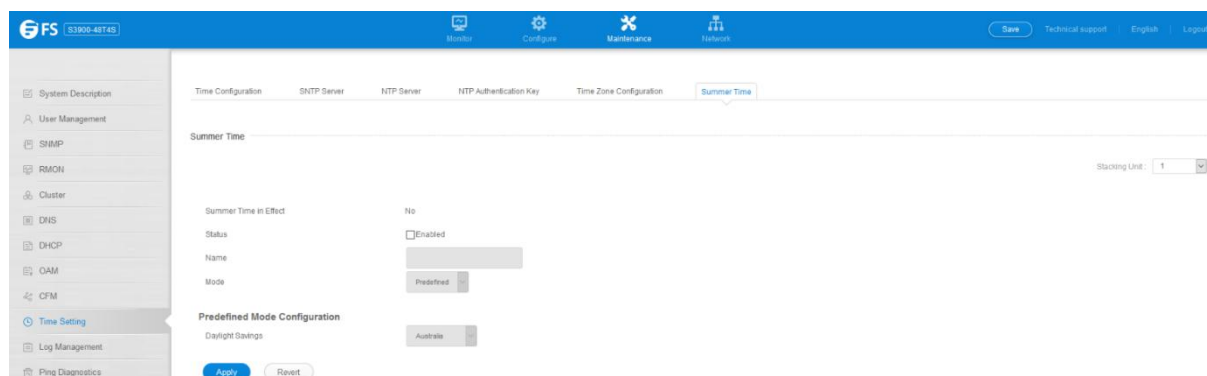 FS S3900-48T4S Monitor Configure Maintenance Network Save Technical support English Logout
Time Configuration SNTP Server NTP Server NTP Authentication Key Time Zone Configuration Summer Time
System Description
User Management
SNMP
RMON
Cluster
DNS
DHCP
OAM
CFM
Time Setting
Log Management
Ping Diagnostics
Summer Time
Stacking Unit : 1
Summer Time in Effect No
Status Enabled
Name
Mode Predefined
Predefined Mode Configuration
Daylight Savings Australia
Apply Revert